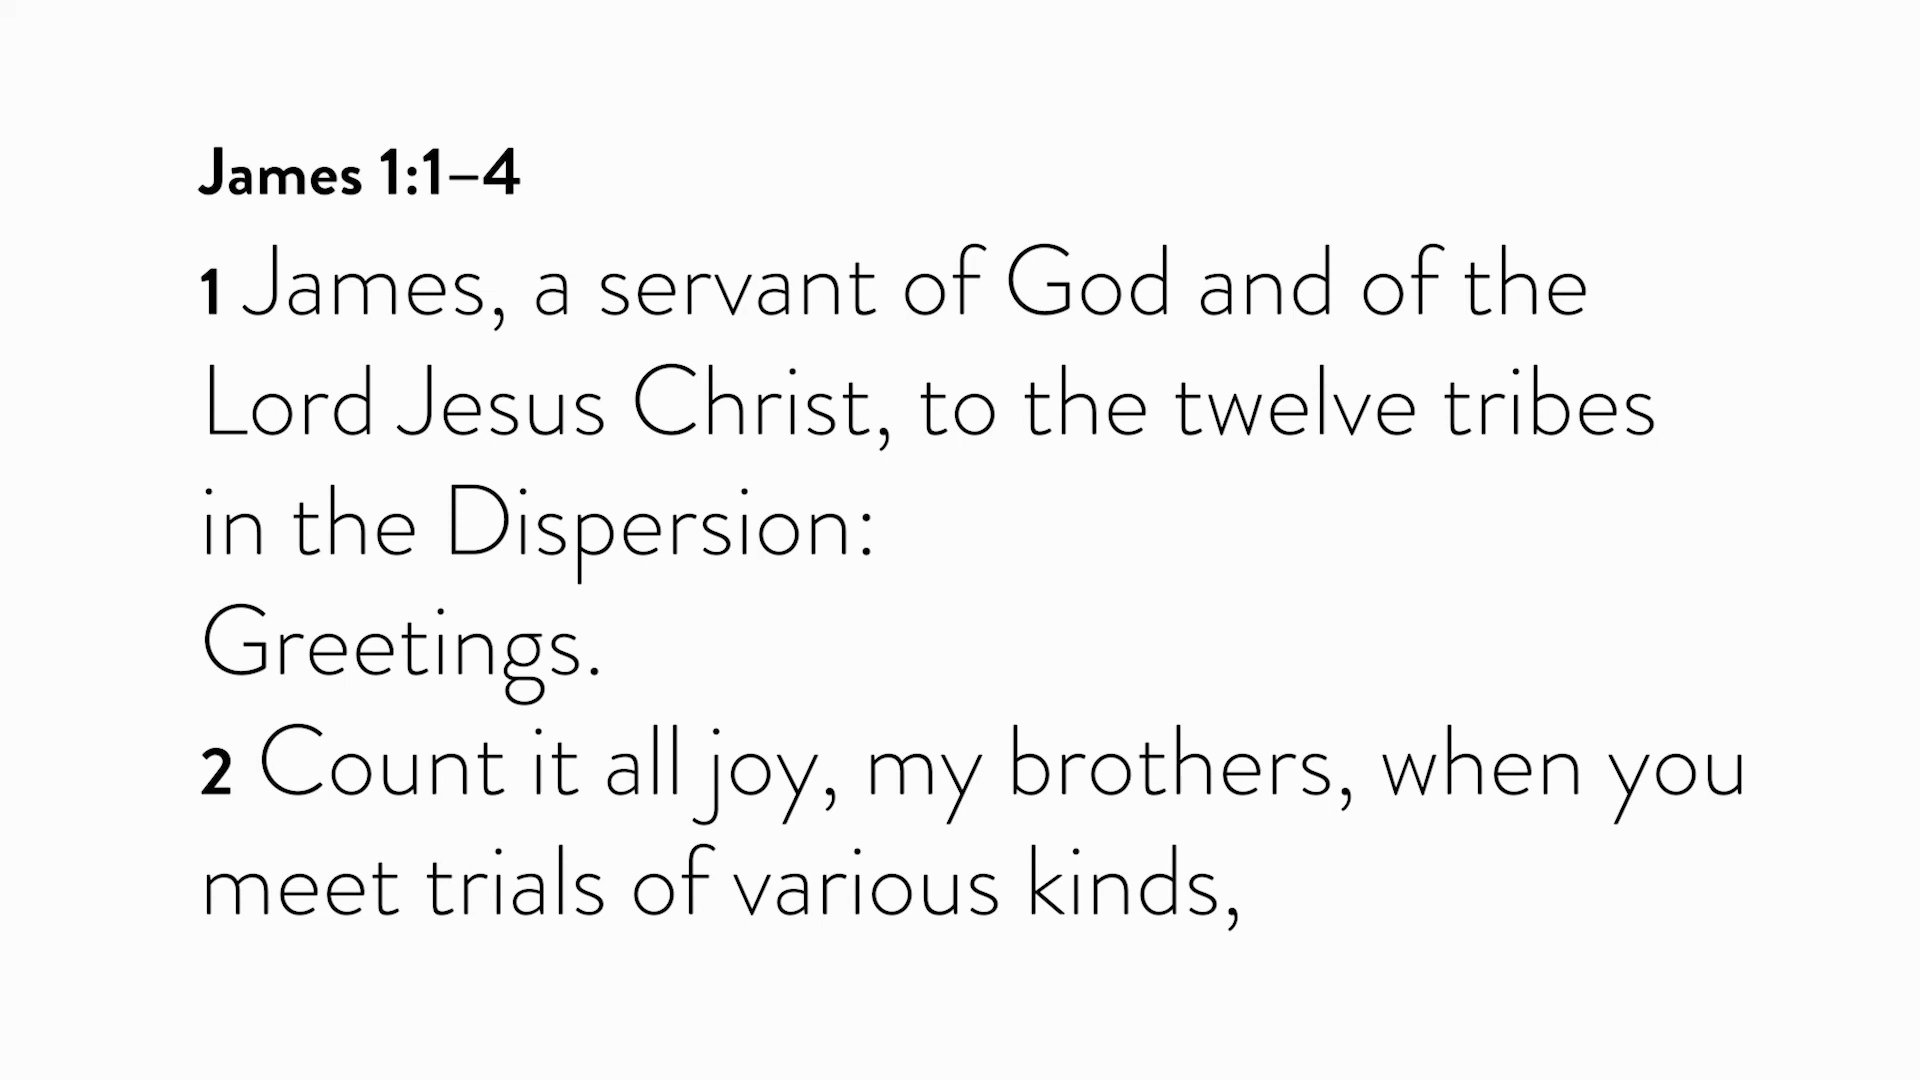 James 1:1–4
1 James, a servant of God and of the
Lord Jesus Christ, to the twelve tribes
in the Dispersion:
Greetings.
2 Count it all joy, my brothers, when you
meet trials of various kinds,